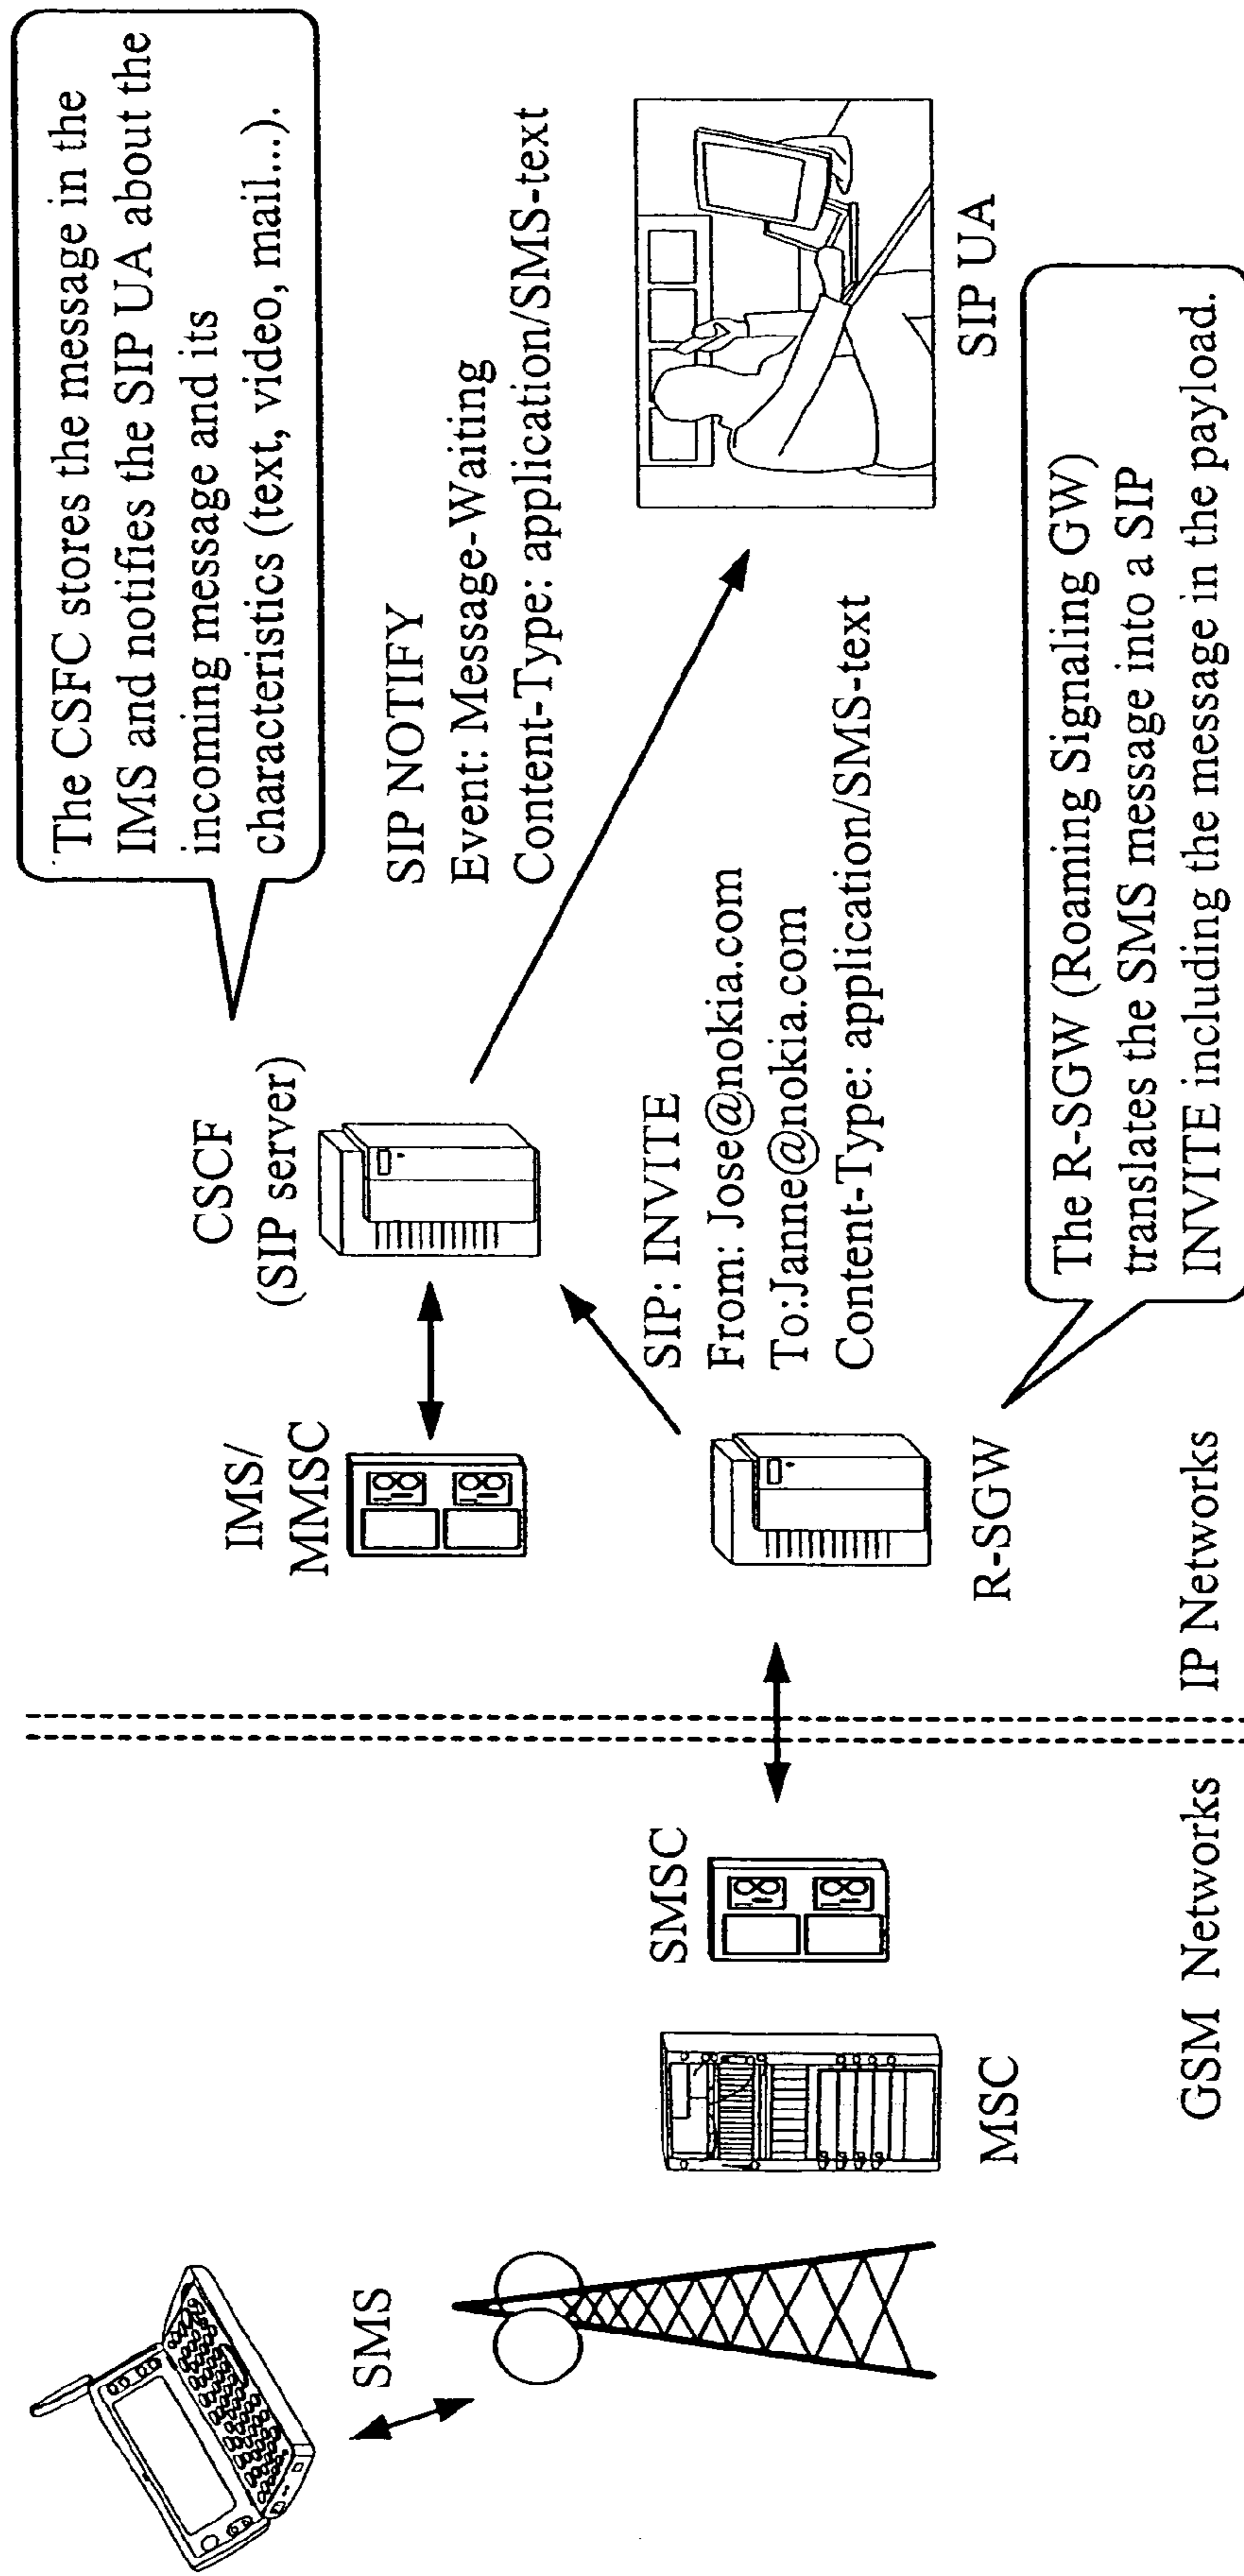 The CSFC stores the message in the
IMS and notifies the SIP UA about the
incoming message and its
characteristics (text, video, mail...).
CSCF
(SIP server)
IMS/
MMSC
SIP NOTIFY
Event: Message-Waiting
Content-Type: application/SMS-text
SMS
SMSC
SIP: INVITE
From: Jose@nokia.com
To:Janne@nokia.com
Content-Type: application/SMS-text
SIP UA
MSC
R-SGW
The R-SGW (Roaming Signaling GW)
translates the SMS message into a SIP
INVITE including the message in the payload.
GSM Networks
IP Networks